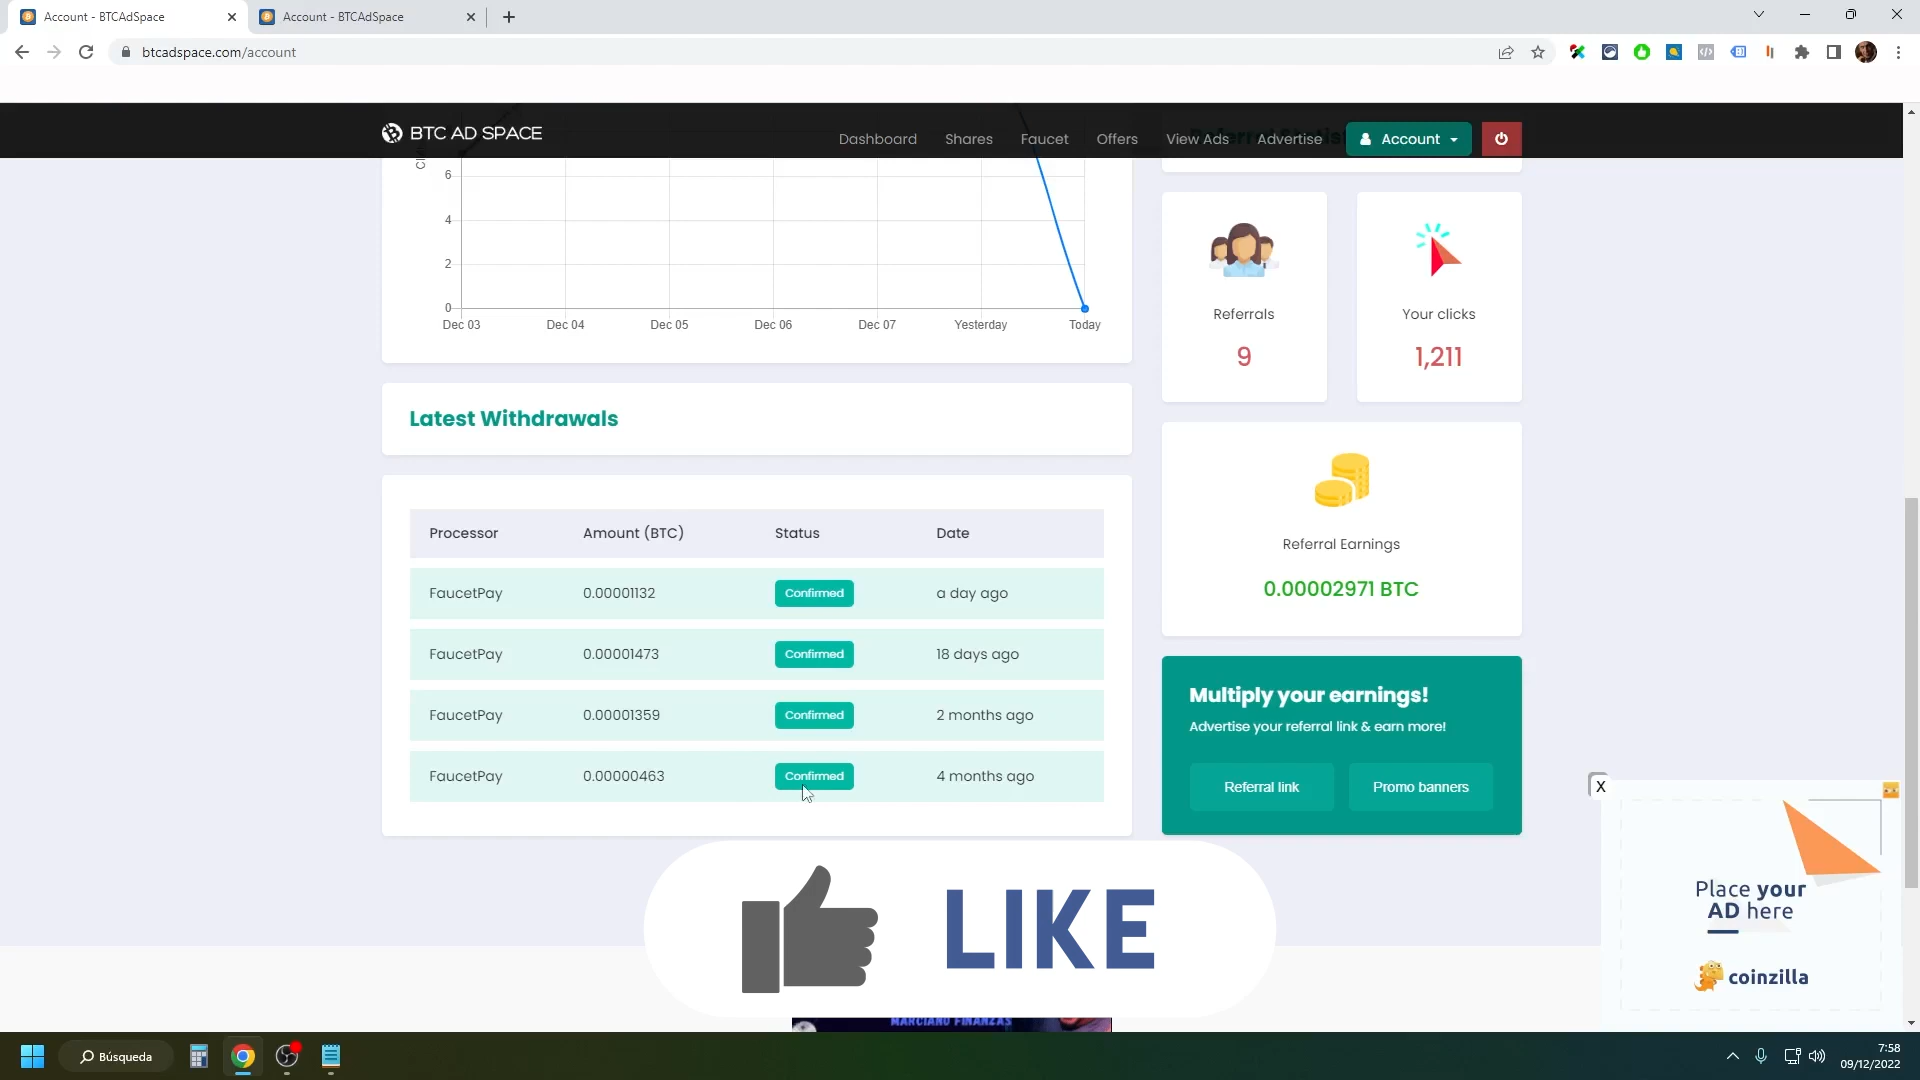 Account - BTCAdSpace
Account - BTCAdSpace
btcadspace.com/account
BTC AD SPACE
Dashboard
Shares
Faucet
Offers
View Ads
Advertise
Account
6
4
2
0
Dec 03
Dec 04
Dec 05
Dec 06
Dec 07
Yesterday
Today
Referrals
9
Your clicks
1,211
Latest Withdrawals
Processor Amount (BTC) Status Date
FaucetPay 0.00001132 Confirmed a day ago
FaucetPay 0.00001473 Confirmed 18 days ago
FaucetPay 0.00001359 Confirmed 2 months ago
FaucetPay 0.00000463 Confirmed 4 months ago
Referral Earnings
0.00002971 BTC
Multiply your earnings!
Advertise your referral link & earn more!
Referral link
Promo banners
X
Place your
AD here
coinzilla
LIKE
MARCIANO FINANZAS
Búsqueda
7:58
09/12/2022